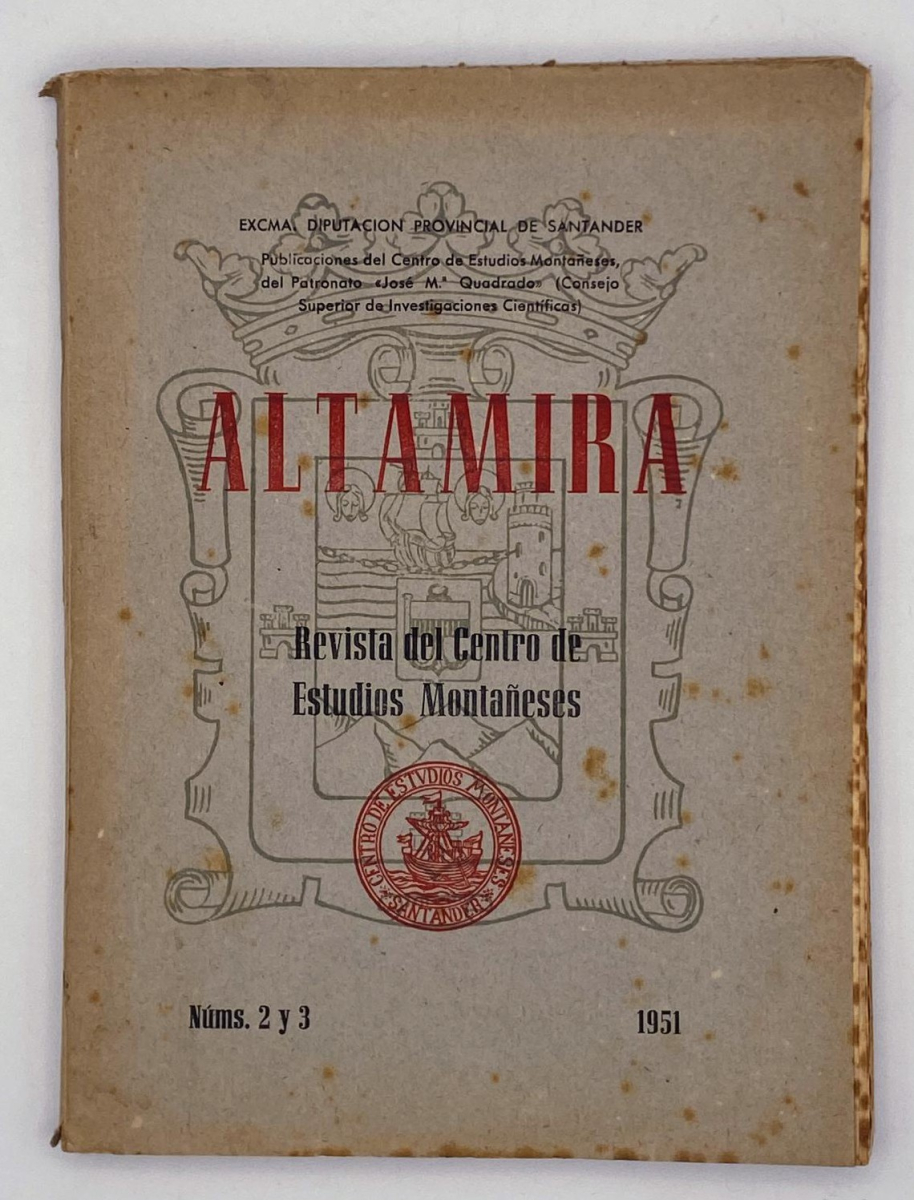 EXCMA. DIPUTACION PROVINCIAL DE SANTANDER
Publicaciones del Centro de Estudios Montañeses,
del Patronato «José M.ª Quadrado» (Consejo
Superior de Investigaciones Científicas)
ALTAMIRA
Revista del Centro de
Estudios Montañeses
CENTRO DE ESTVDIOS MONTAÑESES
SANTANDER
Núms. 2 y 3
1951